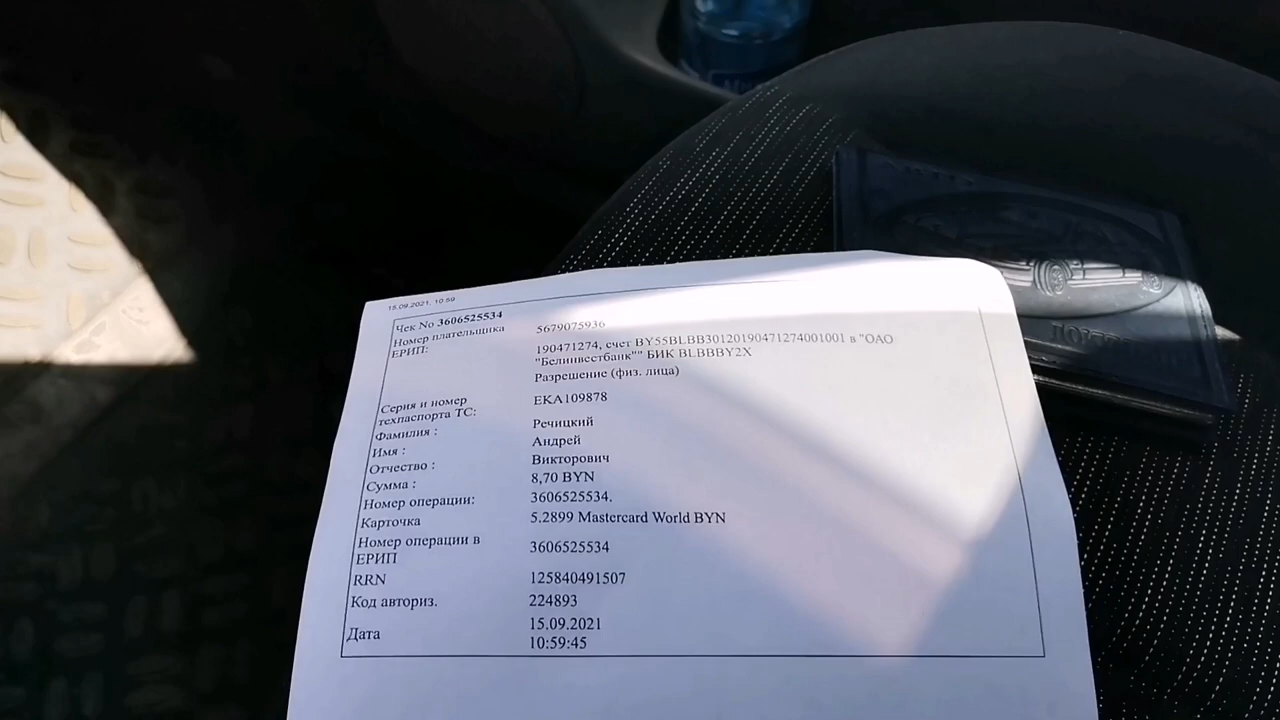 15.09.2021, 10:59
Чек No 3606525534
Номер плательщика ЕРИП: 5679075936
190471274, счет BY55BLBB30120190471274001001 в "ОАО
"Белинвестбанк"" БИК BLBBBY2X
Разрешение (физ. лица)
Серия и номер
техпаспорта ТС: EKA109878
Фамилия : Речицкий
Имя : Андрей
Отчество : Викторович
Сумма : 8,70 BYN
Номер операции: 3606525534.
Карточка 5.2899 Mastercard World BYN
Номер операции в
ЕРИП 3606525534
RRN 125840491507
Код авториз. 224893
Дата 15.09.2021
10:59:45